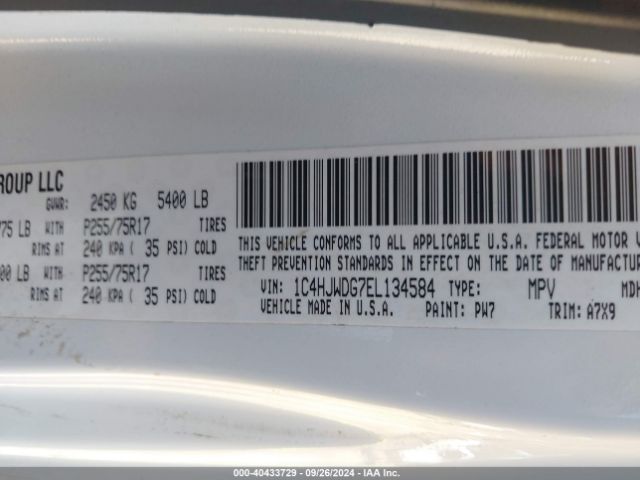 ROUP LLC
GVWR: 2450 KG 5400 LB
75 LB WITH P255/75R17 TIRES
RIMS AT 240 KPA ( 35 PSI) COLD
00 LB WITH P255/75R17 TIRES
RIMS AT 240 KPA ( 35 PSI) COLD
THIS VEHICLE CONFORMS TO ALL APPLICABLE U.S.A. FEDERAL MOTOR V
THEFT PREVENTION STANDARDS IN EFFECT ON THE DATE OF MANUFACTUR
VIN: 1C4HJWDG7EL134584 TYPE: MPV MDH
VEHICLE MADE IN U.S.A. PAINT: PW7 TRIM: A7X9
000-40433729 - 09/26/2024 - IAA Inc.